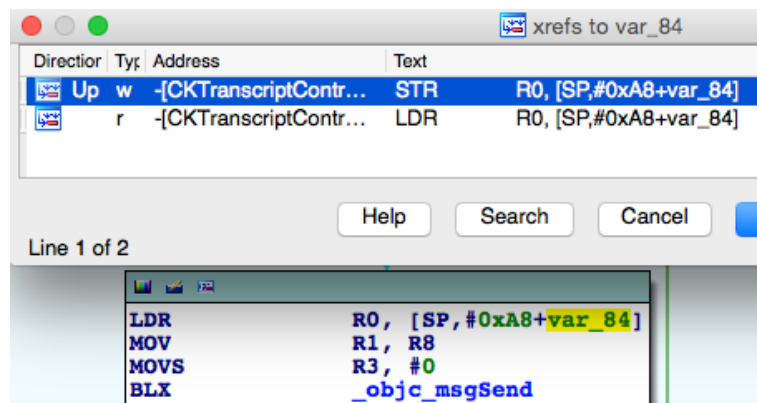 xrefs to var_84
Direction Typ Address Text
Up w -[CKTranscriptContr... STR R0, [SP,#0xA8+var_84]
r -[CKTranscriptContr... LDR R0, [SP,#0xA8+var_84]
Help Search Cancel
Line 1 of 2
LDR R0, [SP,#0xA8+var_84]
MOV R1, R8
MOVS R3, #0
BLX _objc_msgSend